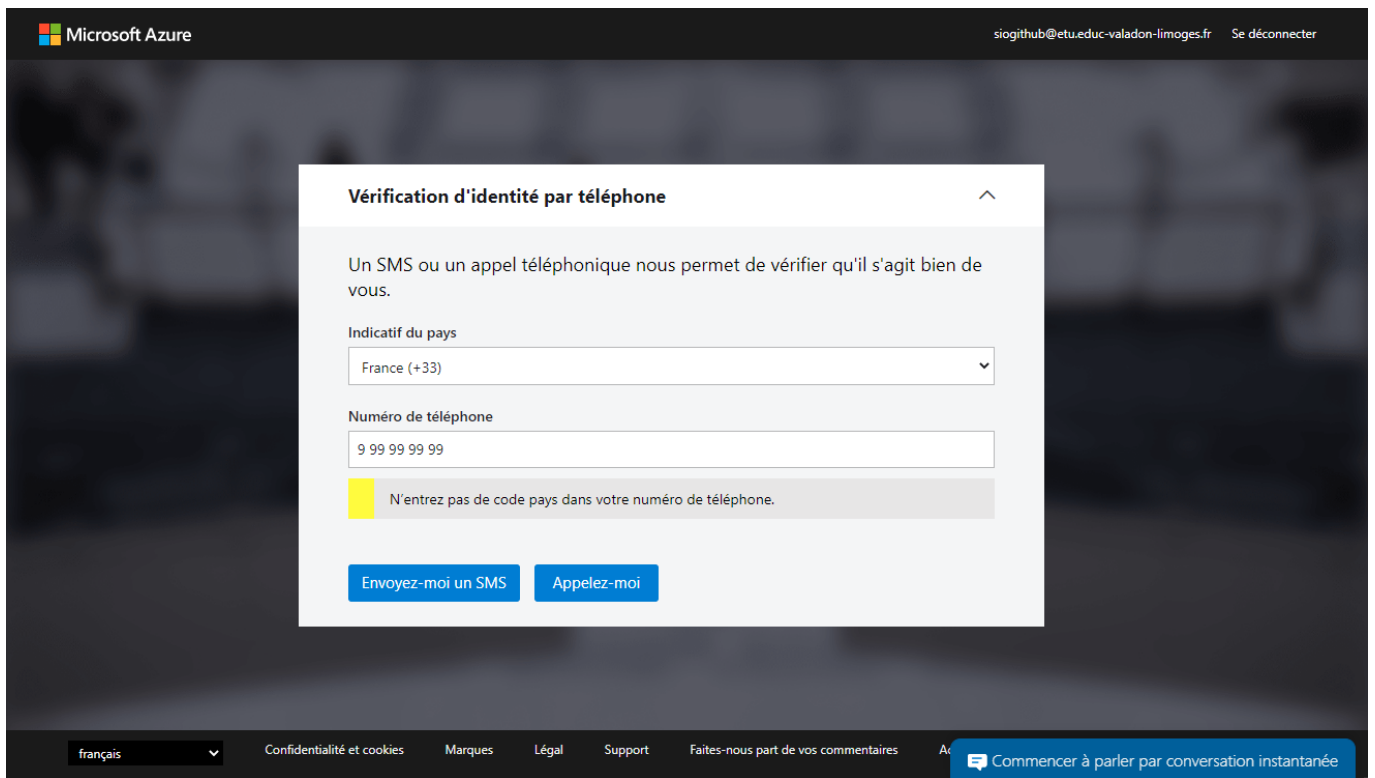 Microsoft Azure
siogithub@etu.educ-valadon-limoges.fr Se déconnecter
Vérification d'identité par téléphone
Un SMS ou un appel téléphonique nous permet de vérifier qu'il s'agit bien de
vous.
Indicatif du pays
France (+33)
Numéro de téléphone
9 99 99 99 99
N'entrez pas de code pays dans votre numéro de téléphone.
Envoyez-moi un SMS Appelez-moi
français Confidentialité et cookies Marques Légal Support Faites-nous part de vos commentaires
Commencer à parler par conversation instantanée